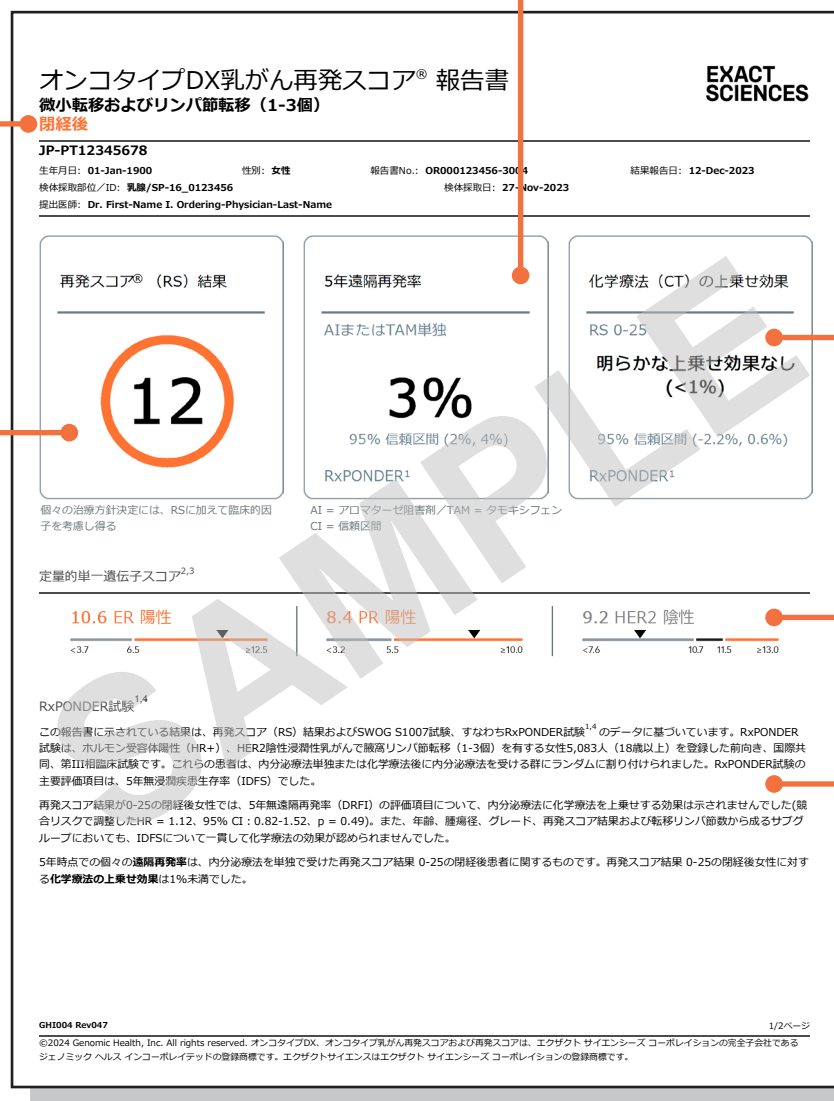 オンコタイプDX乳がん再発スコア® 報告書
EXACT
SCIENCES
微小転移およびリンパ節転移（1-3個）
閉経後
JP-PT12345678
生年月日: 01-Jan-1900 性別: 女性 報告書No.: OR000123456-3004 結果報告日: 12-Dec-2023
検体採取部位／ID: 乳腺/SP-16_0123456 検体採取日: 27-Nov-2023
提出医師: Dr. First-Name I. Ordering-Physician-Last-Name
再発スコア® （RS）結果
12
個々の治療方針決定には、RSに加えて臨床的因
子を考慮し得る
5年遠隔再発率
AIまたはTAM単独
3%
95% 信頼区間 (2%, 4%)
RxPONDER¹
AI = アロマターゼ阻害剤／TAM = タモキシフェン
CI = 信頼区間
化学療法（CT）の上乗せ効果
RS 0-25
明らかな上乗せ効果なし
(<1%)
95% 信頼区間 (-2.2%, 0.6%)
RxPONDER¹
SAMPLE
定量的単一遺伝子スコア²,³
10.6 ER 陽性
<3.7 6.5 ≥12.5
8.4 PR 陽性
<3.2 5.5 ≥10.0
9.2 HER2 陰性
<7.6 10.7 11.5 ≥13.0
RxPONDER試験¹,⁴
この報告書に示されている結果は、再発スコア（RS）結果およびSWOG S1007試験、すなわちRxPONDER試験¹,⁴ のデータに基づいています。RxPONDER
試験は、ホルモン受容体陽性（HR+）、HER2陰性浸潤性乳がんで腋窩リンパ節転移（1-3個）を有する女性5,083人（18歳以上）を登録した前向き、国際共
同、第III相臨床試験です。これらの患者は、内分泌療法単独または化学療法後に内分泌療法を受ける群にランダムに割り付けられました。RxPONDER試験の
主要評価項目は、5年無浸潤疾患生存率（IDFS）でした。
再発スコア結果が0-25の閉経後女性では、5年無遠隔再発率（DRFI）の評価項目について、内分泌療法に化学療法を上乗せする効果は示されませんでした(競
合リスクで調整したHR = 1.12、95% CI：0.82-1.52、p = 0.49)。また、年齢、腫瘍径、グレード、再発スコア結果および転移リンパ節数から成るサブグ
ループにおいても、IDFSについて一貫して化学療法の効果が認められませんでした。
5年時点での個々の遠隔再発率は、内分泌療法を単独で受けた再発スコア結果 0-25の閉経後患者に関するものです。再発スコア結果 0-25の閉経後女性に対す
る化学療法の上乗せ効果は1%未満でした。
GHI004 Rev047 1/2ページ
©2024 Genomic Health, Inc. All rights reserved. オンコタイプDX、オンコタイプ乳がん再発スコアおよび再発スコアは、エクザクト サイエンシーズ コーポレイションの完全子会社である
ジェノミック ヘルス インコーポレイテッドの登録商標です。エクザクトサイエンスはエクザクト サイエンシーズ コーポレイションの登録商標です。